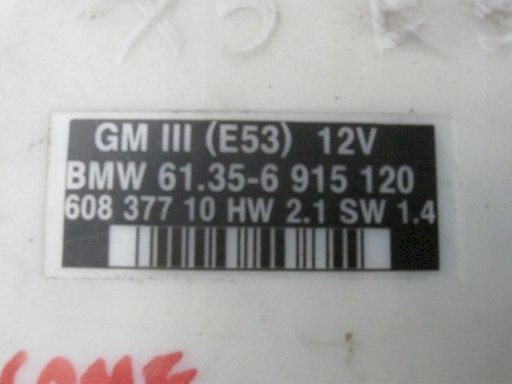 X5
GM III (E53) 12V
BMW 61.35-6 915 120
608 377 10 HW 2.1 SW 1.4